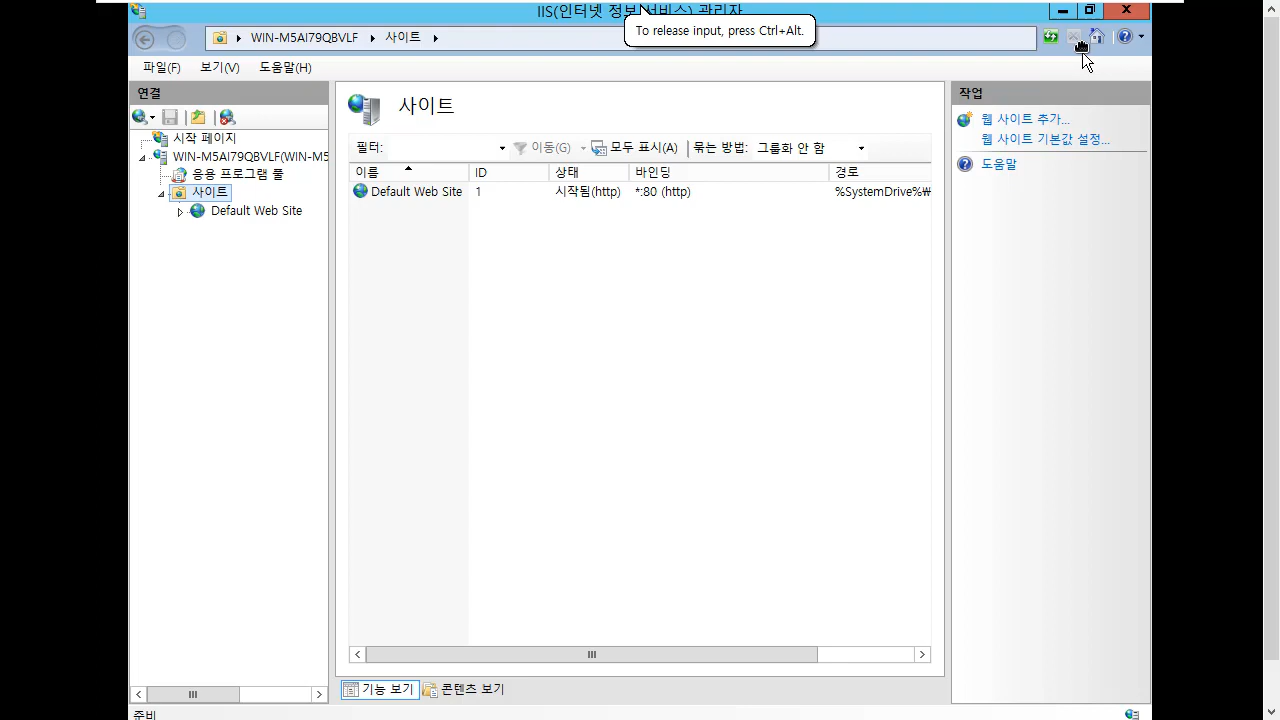 IIS(인터넷 정보 서비스) 관리자
To release input, press Ctrl+Alt.
WIN-M5AI79QBVLF 사이트
파일(F) 보기(V) 도움말(H)
연결
시작 페이지
WIN-M5AI79QBVLF(WIN-M5
응용 프로그램 풀
사이트
Default Web Site
사이트
필터: 이동(G) 모두 표시(A) 묶는 방법: 그룹화 안 함
이름 ID 상태 바인딩 경로
Default Web Site 1 시작됨(http) *:80 (http) %SystemDrive%₩
기능 보기 콘텐츠 보기
작업
웹 사이트 추가...
웹 사이트 기본값 설정...
도움말
준비